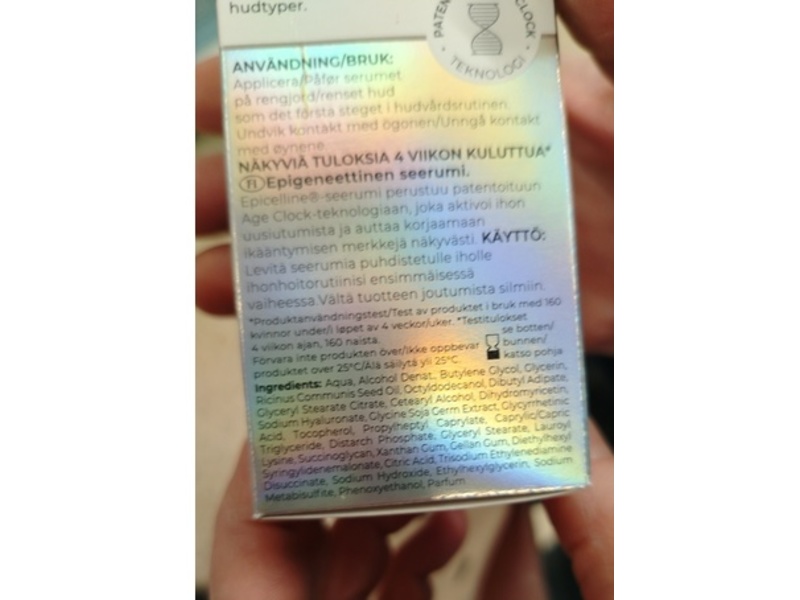 hudtyper.
PATEN CLOCK
· TEKNOLOGI ·
ANVÄNDNING/BRUK:
Applicera/Påfør serumet
på rengjord/renset hud
som det första steget i hudvårdsrutinen.
Undvik kontakt med ögonen/Unngå kontakt
med øynene.
NÄKYVIÄ TULOKSIA 4 VIIKON KULUTTUA*
FI Epigeneettinen seerumi.
Epicelline®-seerumi perustuu patentoituun
Age Clock-teknologiaan, joka aktivoi ihon
uusiutumista ja auttaa korjaamaan
ikääntymisen merkkejä näkyvästi. KÄYTTÖ:
Levitä seerumia puhdistetulle iholle
ihonhoitorutiinisi ensimmäisessä
vaiheessa.Vältä tuotteen joutumista silmiin.
*Produktanvändningstest/Test av produktet i bruk med 160
kvinnor under/i løpet av 4 veckor/uker. *Testitulokset
4 viikon ajan, 160 naista.
Förvara inte produkten över/Ikke oppbevar
produktet over 25°C/Älä säilytä yli 25°C.
se botten/
bunnen/
katso pohja
Ingredients: Aqua, Alcohol Denat., Butylene Glycol, Glycerin,
Ricinus Communis Seed Oil, Octyldodecanol, Dibutyl Adipate,
Glyceryl Stearate Citrate, Cetearyl Alcohol, Dihydromyricetin,
Sodium Hyaluronate, Glycine Soja Germ Extract, Glycyrrhetinic
Acid, Tocopherol, Propylheptyl Caprylate, Caprylic/Capric
Triglyceride, Distarch Phosphate, Glyceryl Stearate, Lauroyl
Lysine, Succinoglycan, Xanthan Gum, Gellan Gum, Diethylhexyl
Syringylidenemalonate, Citric Acid, Trisodium Ethylenediamine
Disuccinate, Sodium Hydroxide, Ethylhexylglycerin, Sodium
Metabisulfite, Phenoxyethanol, Parfum